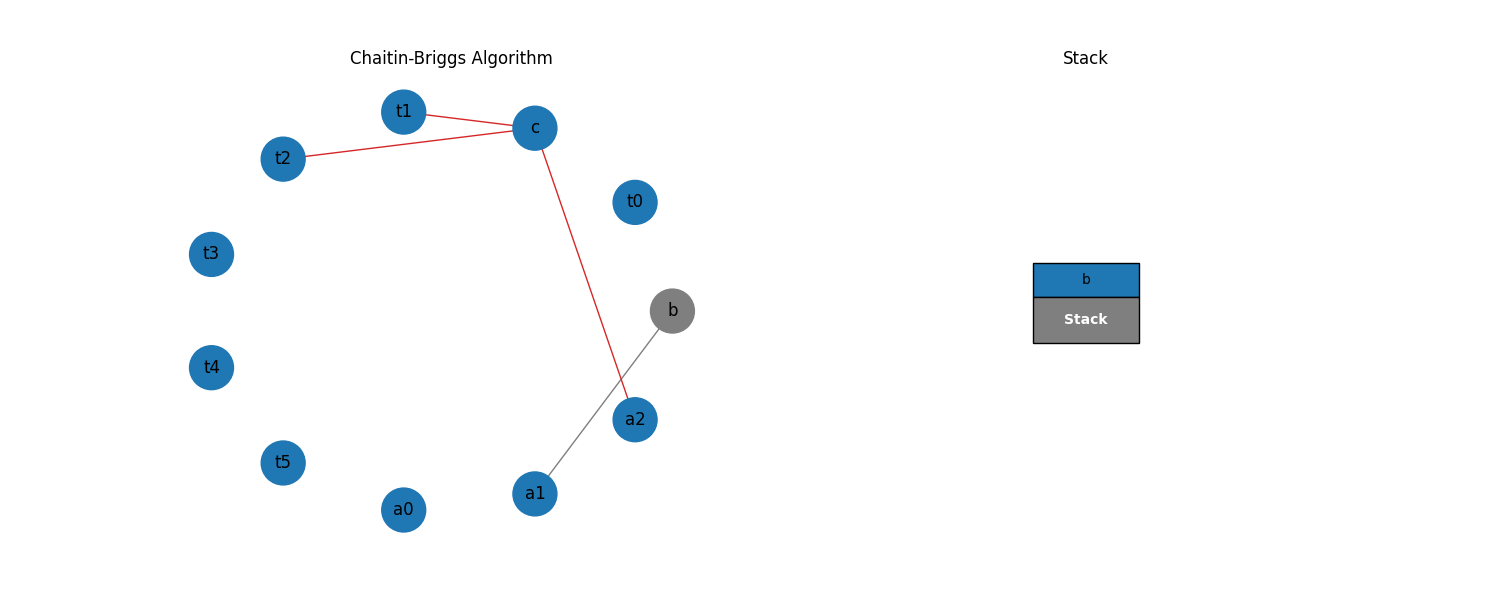 Chaitin-Briggs Algorithm
Stack
t1
c
t2
t0
t3
b
b
Stack
t4
a2
t5
a1
a0